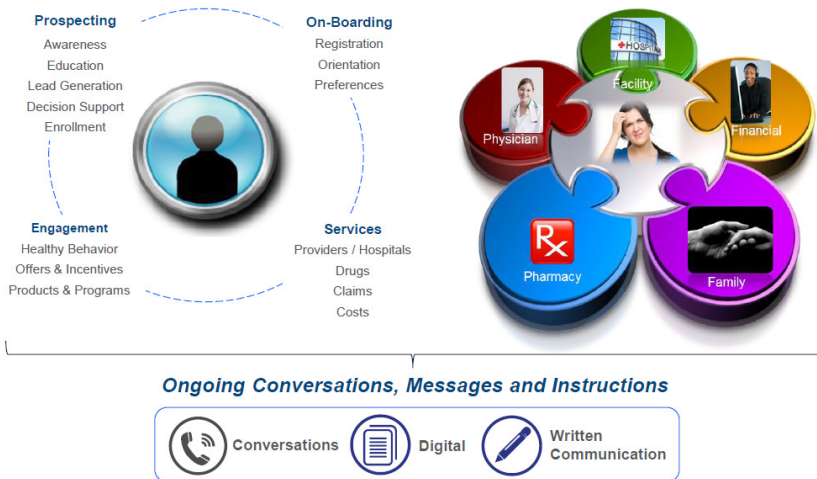 Prospecting
Awareness
Education
Lead Generation
Decision Support
Enrollment
On-Boarding
Registration
Orientation
Preferences
Engagement
Healthy Behavior
Offers & Incentives
Products & Programs
Services
Providers / Hospitals
Drugs
Claims
Costs
Facility
Physician
Financial
Rx
Pharmacy
Family
Ongoing Conversations, Messages and Instructions
Conversations
Digital
Written
Communication